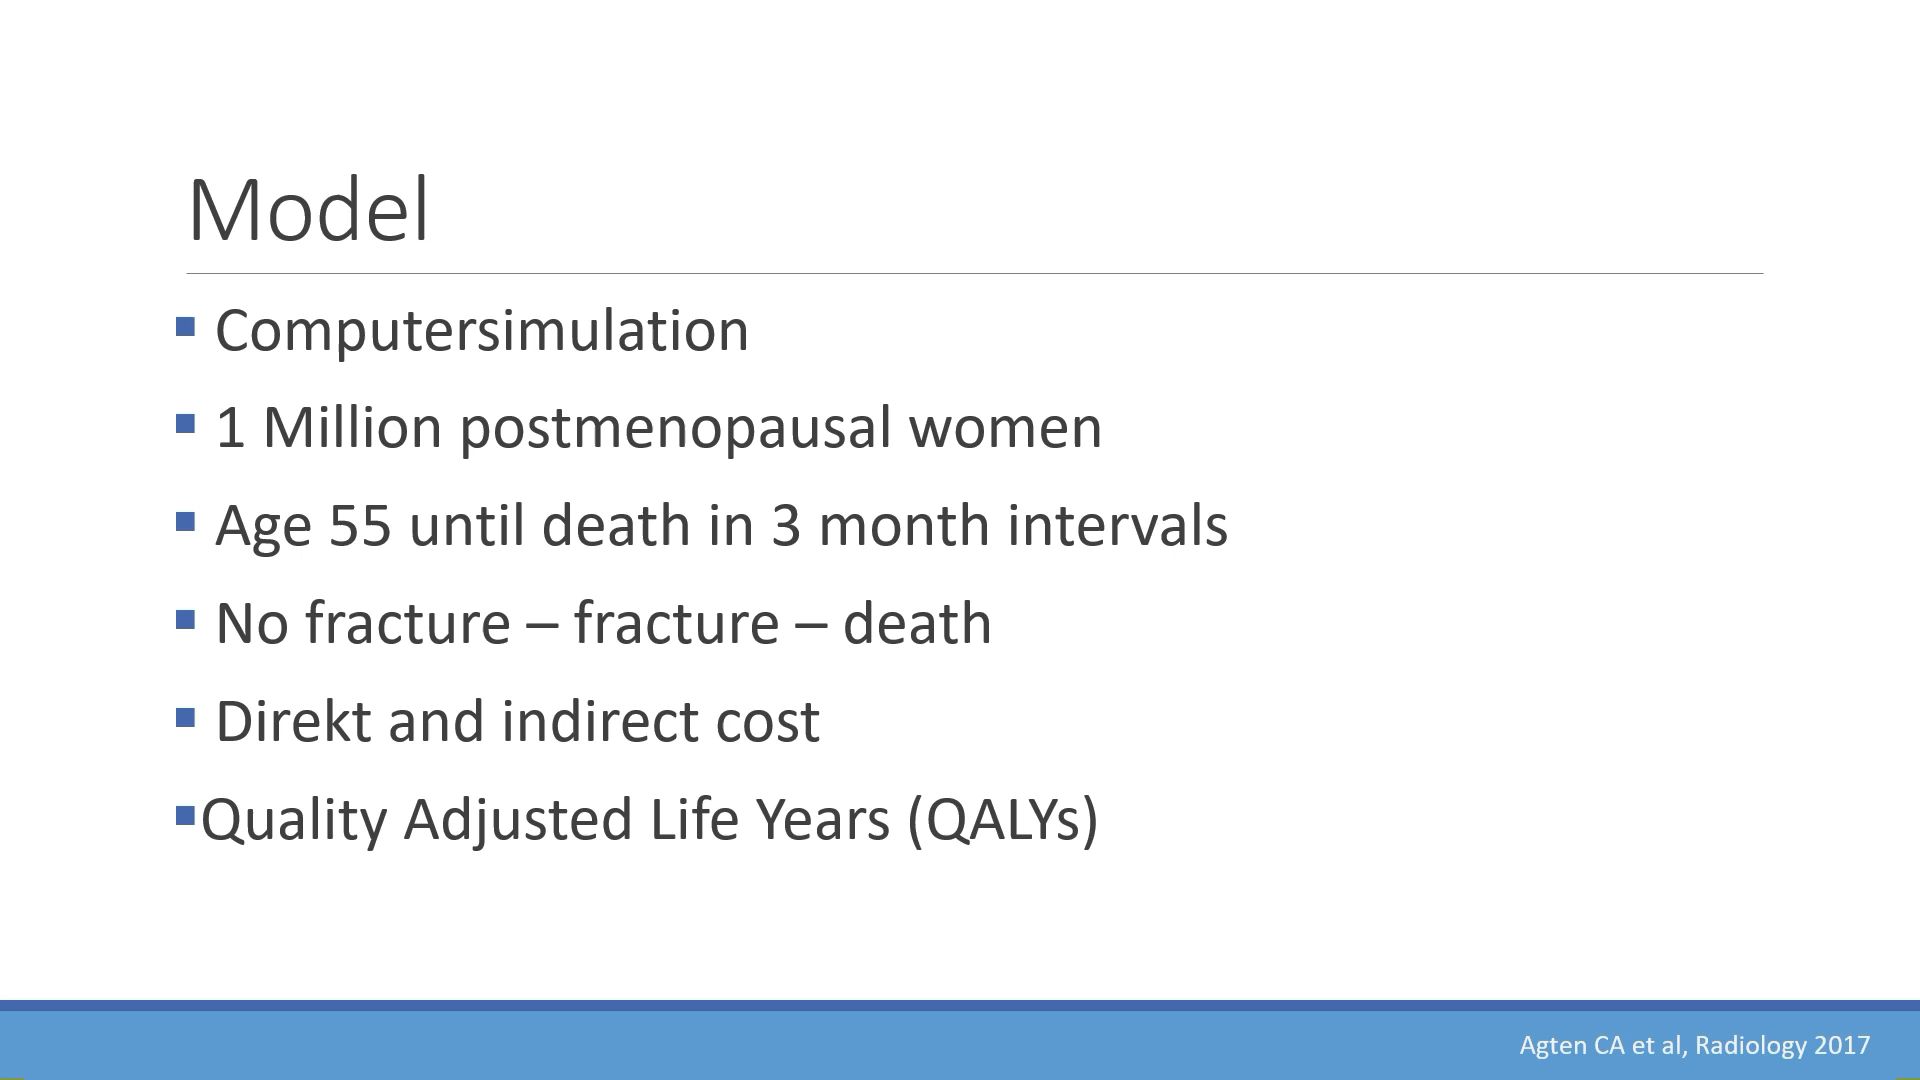 Model
▪ Computersimulation
▪ 1 Million postmenopausal women
▪ Age 55 until death in 3 month intervals
▪ No fracture – fracture – death
▪ Direkt and indirect cost
▪Quality Adjusted Life Years (QALYs)
Agten CA et al, Radiology 2017